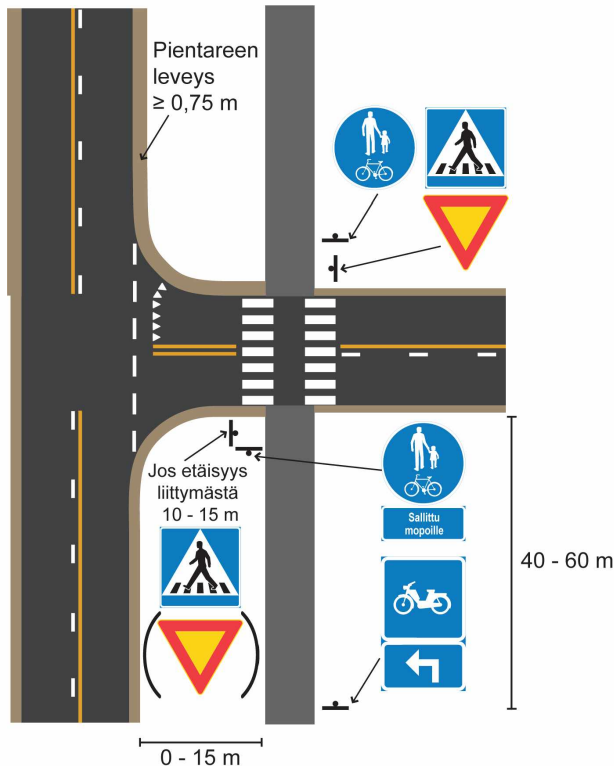 Pientareen
leveys
≥ 0,75 m
Jos etäisyys
liittymästä
10 - 15 m
Sallittu
mopoille
40 - 60 m
0 - 15 m